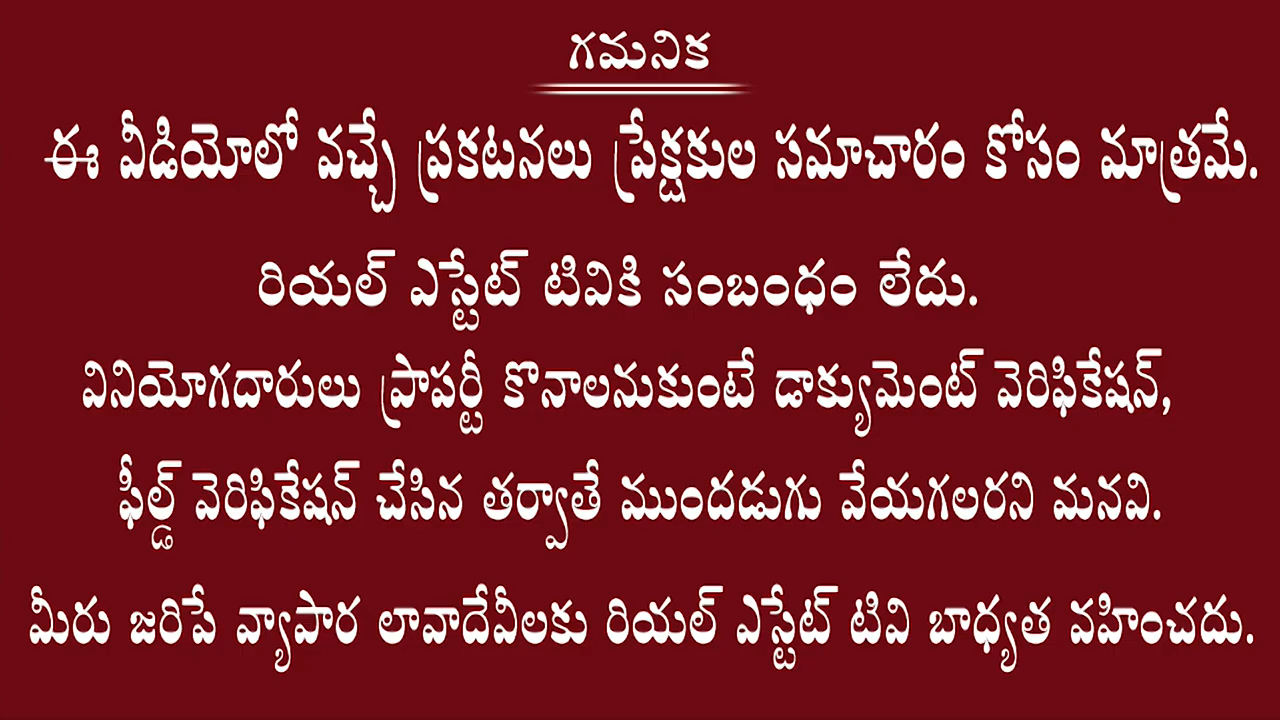 గమనిక
ఈ వీడియోలో వచ్చే ప్రకటనలు ప్రేక్షకుల సమాచారం కోసం మాత్రమే.
రియల్ ఎస్టేట్ టివికి సంబంధం లేదు.
వినియోగదారులు ప్రాపర్టీ కొనాలనుకుంటే డాక్యుమెంట్ వెరిఫికేషన్,
ఫీల్డ్ వెరిఫికేషన్ చేసిన తర్వాతే ముందడుగు వేయగలరని మనవి.
మీరు జరిపే వ్యాపార లావాదేవీలకు రియల్ ఎస్టేట్ టివి బాధ్యత వహించదు.